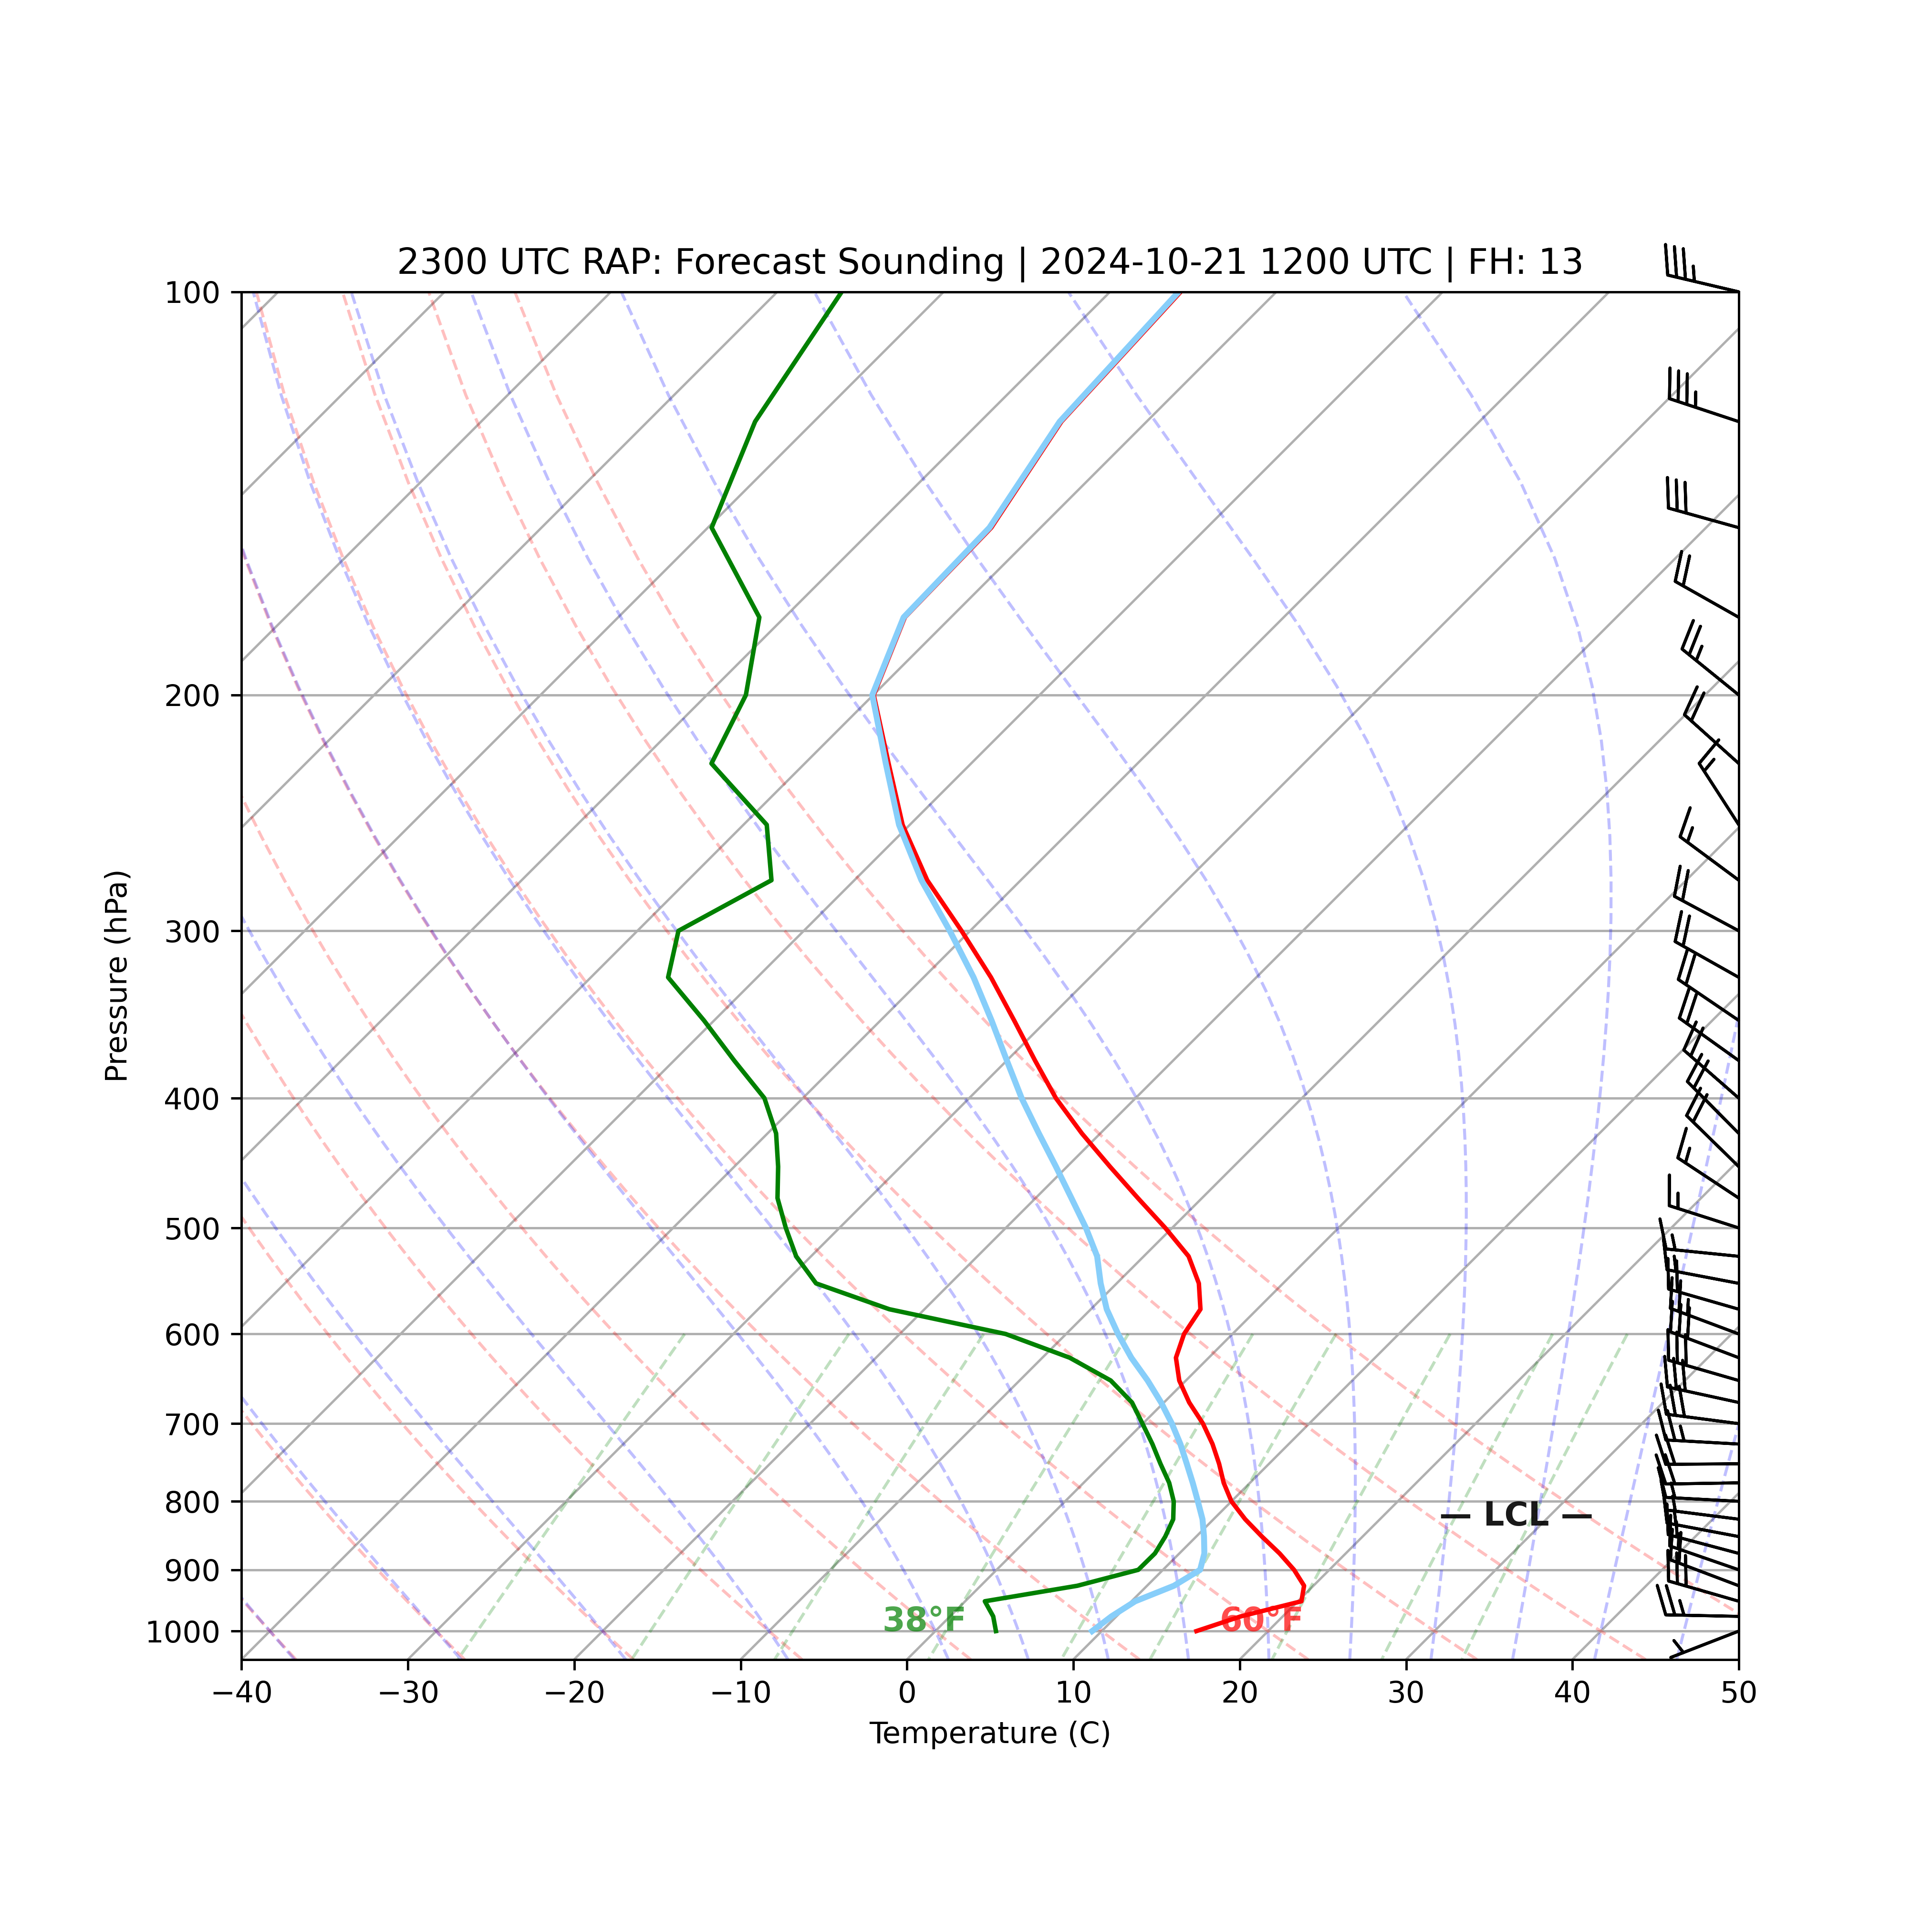 2300 UTC RAP: Forecast Sounding | 2024-10-21 1200 UTC | FH: 13
100
200
300
400
500
600
700
800
900
1000
Pressure (hPa)
— LCL —
38°F
60°F
−40 −30 −20 −10 0 10 20 30 40 50
Temperature (C)